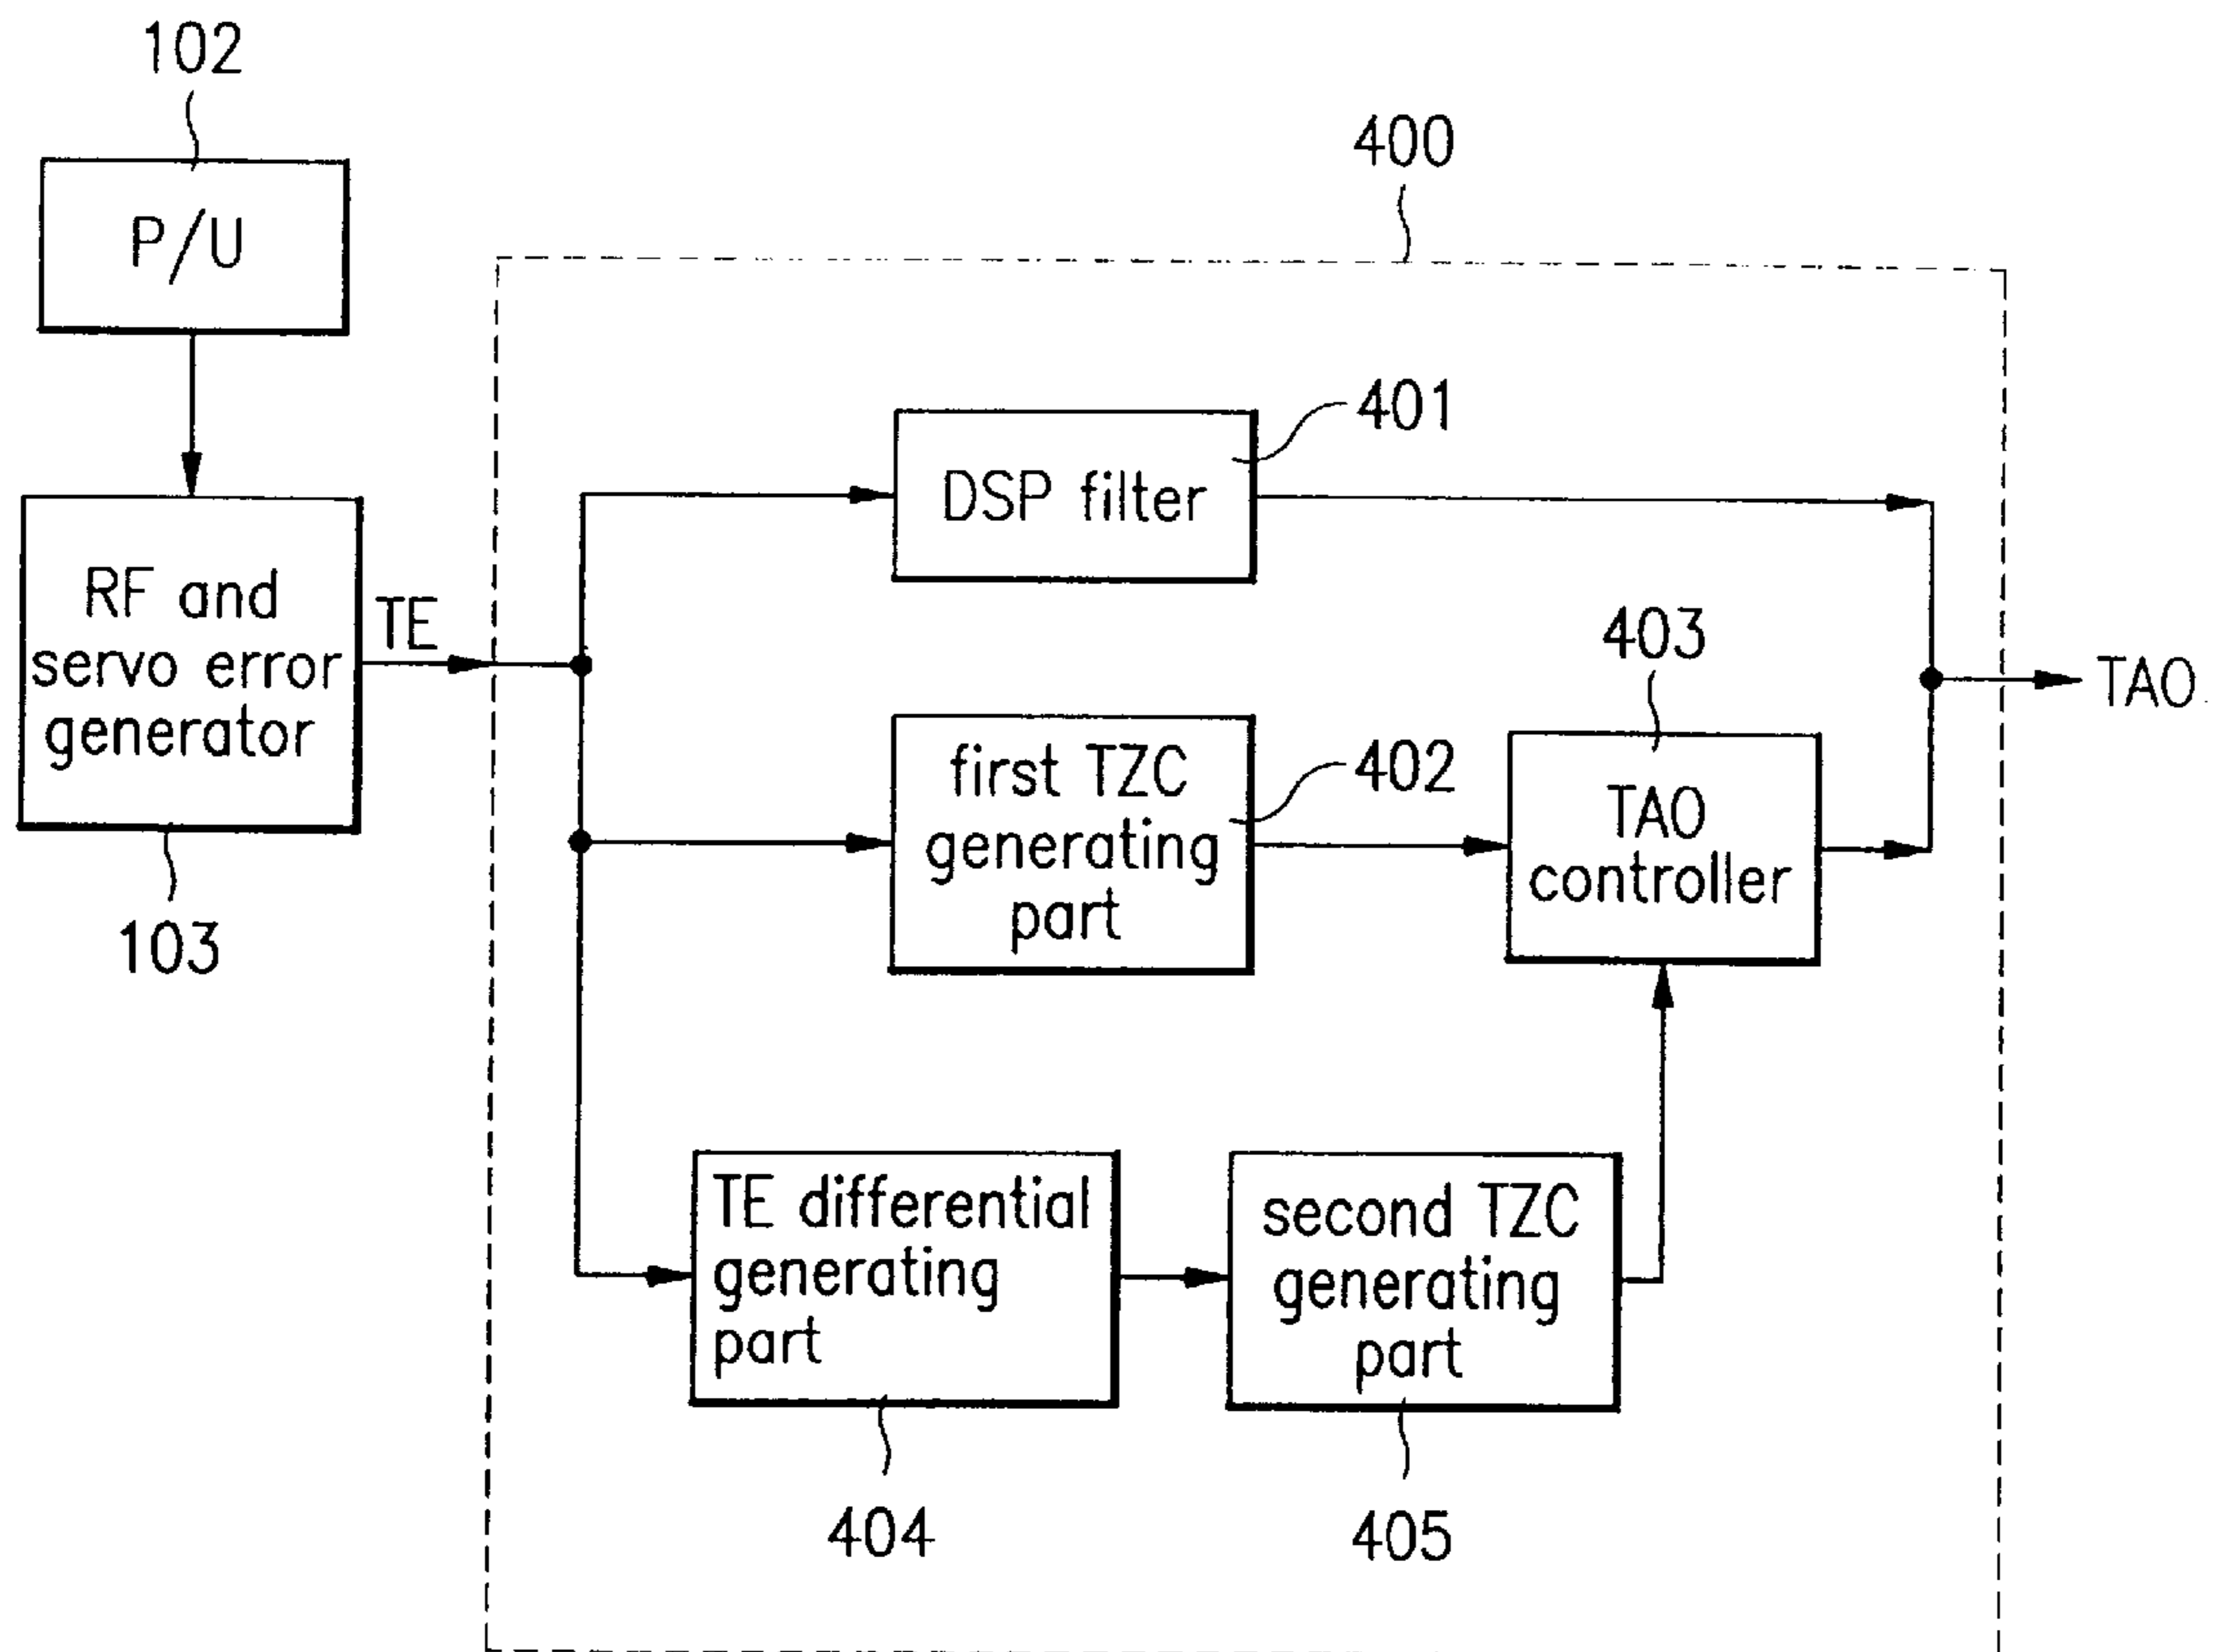 102
P/U
400
401
DSP filter
RF and
servo error
generator
TE
403
TAO
first TZC
generating
part
402
TAO
controller
103
TE differential
generating
part
second TZC
generating
part
404
405